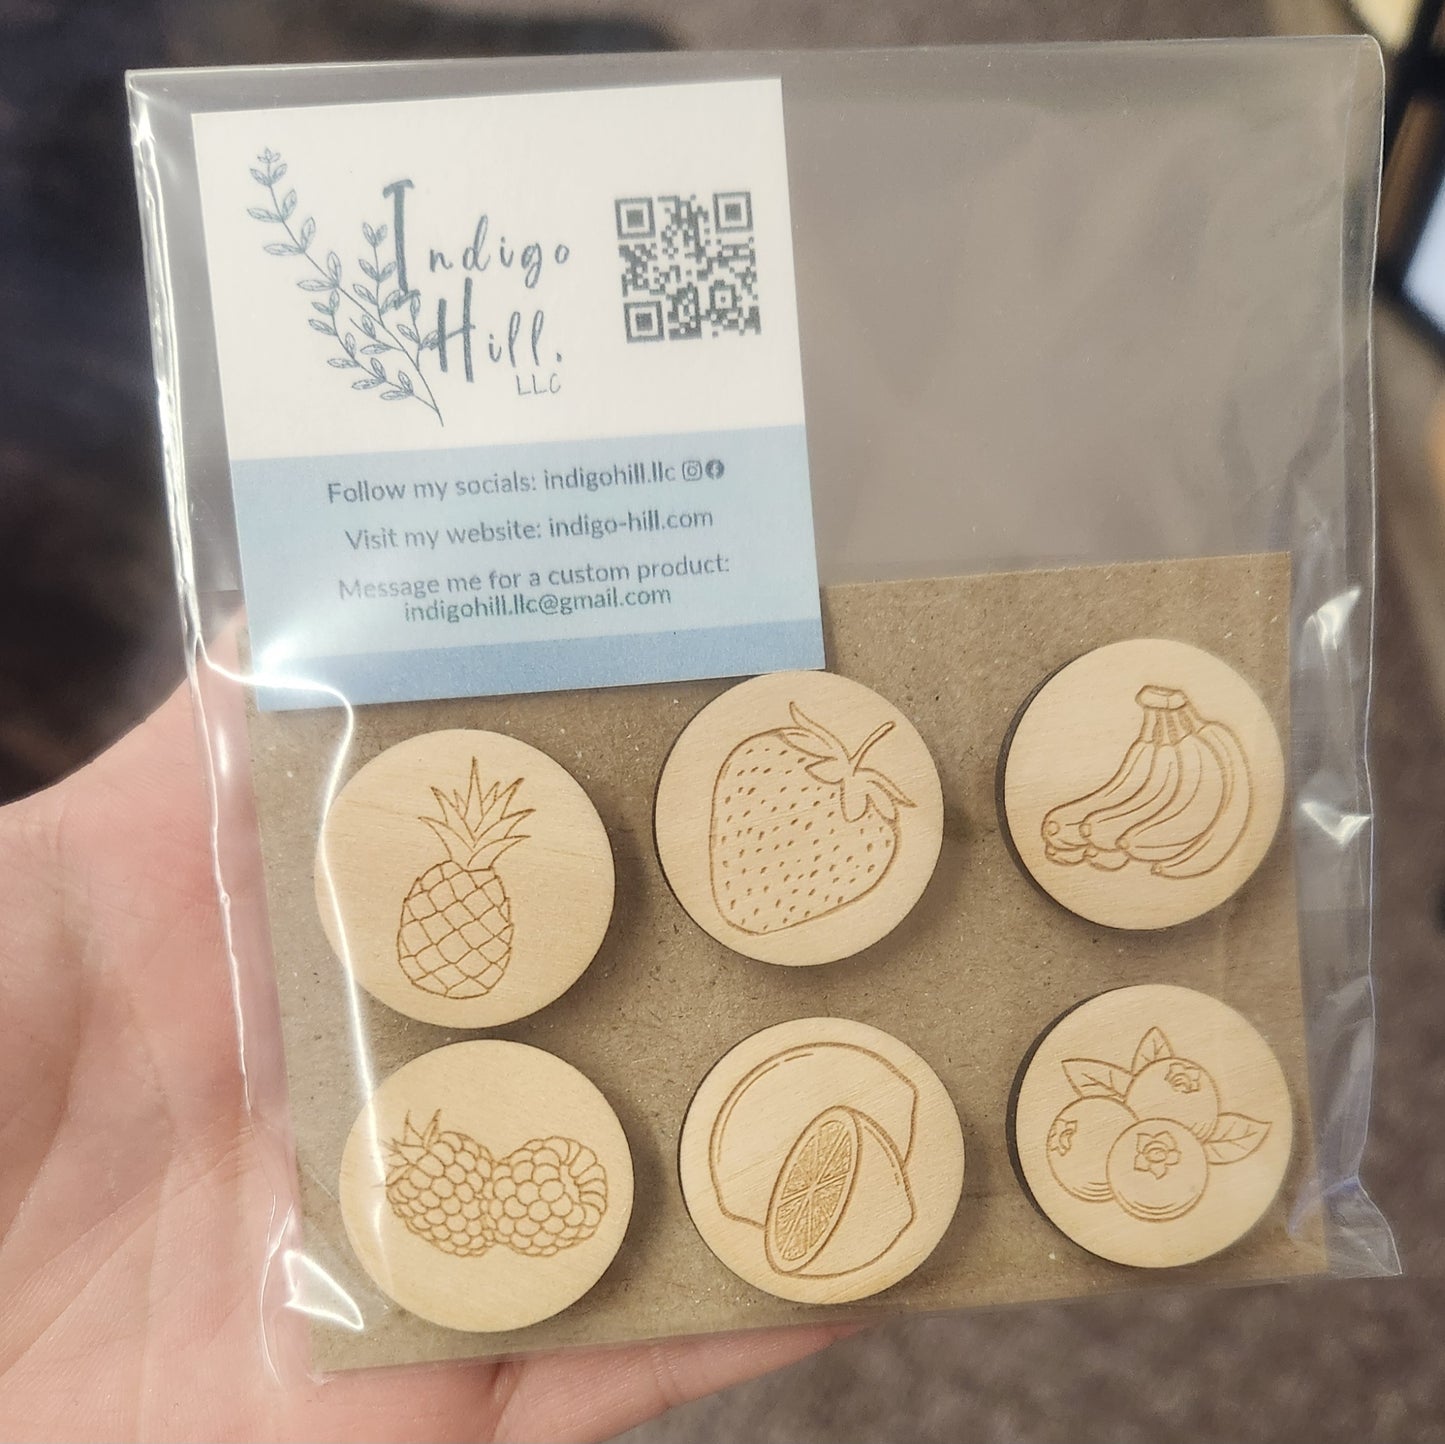 Indigo
Hill.
LLC
Follow my socials: indigohill.llc
Visit my website: indigo-hill.com
Message me for a custom product:
indigohill.llc@gmail.com